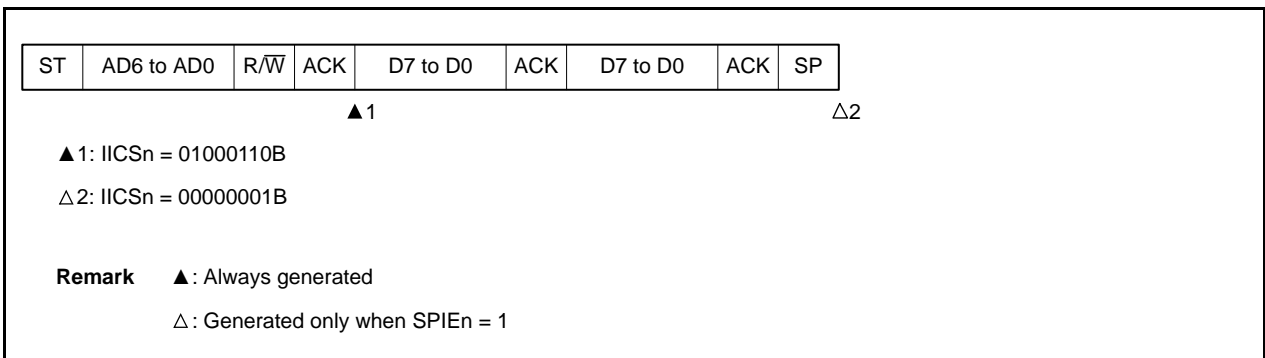 ST AD6 to AD0 R/W̅ ACK D7 to D0 ACK D7 to D0 ACK SP
▲1 △2
▲1: IICSn = 01000110B
△2: IICSn = 00000001B
Remark ▲: Always generated
△: Generated only when SPIEn = 1